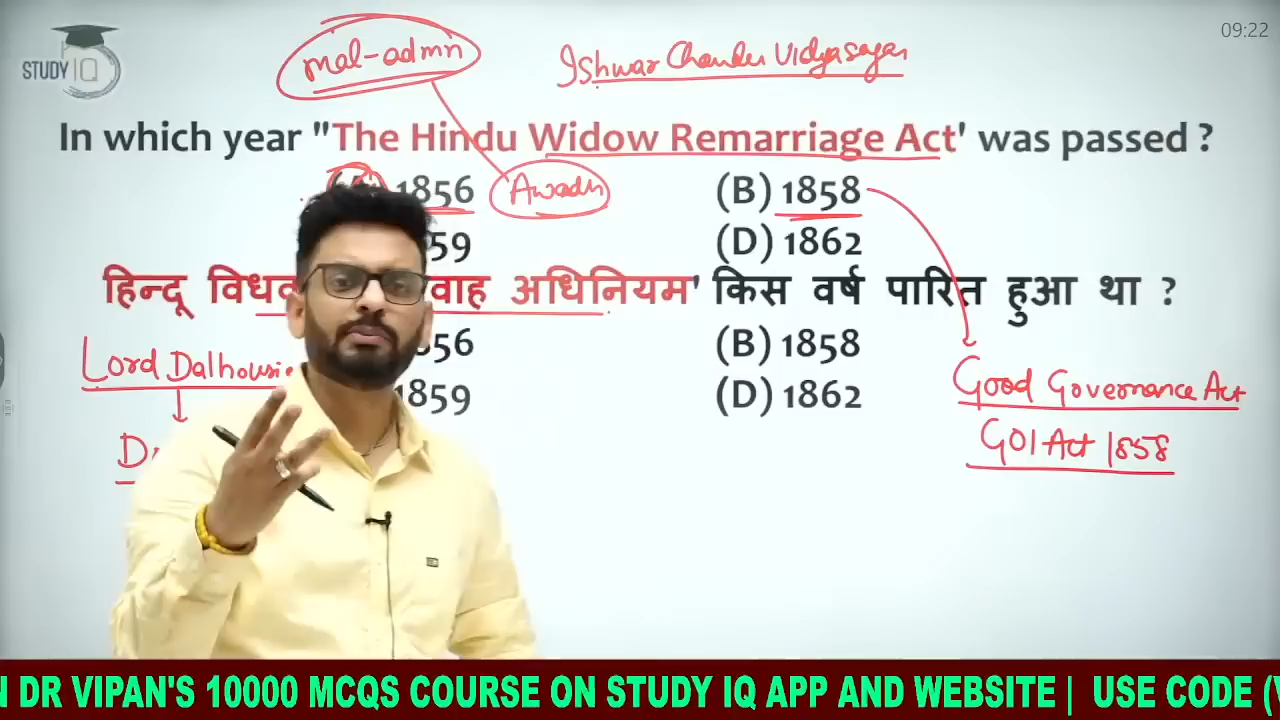 09:22
STUDY IQ
mal-admn
Ishwar Chander Vidyasagar
In which year "The Hindu Widow Remarriage Act' was passed ?
1856 Awadh (B) 1858
59 (D) 1862
हिन्दू किस वर्ष पारित हुआ था ?
अधिनियम'
56 (B) 1858
Lord Dalhousie
1859 (D) 1862
Good Governance Act
GOI Act 1858
N DR VIPAN'S 10000 MCQS COURSE ON STUDY IQ APP AND WEBSITE | USE CODE (